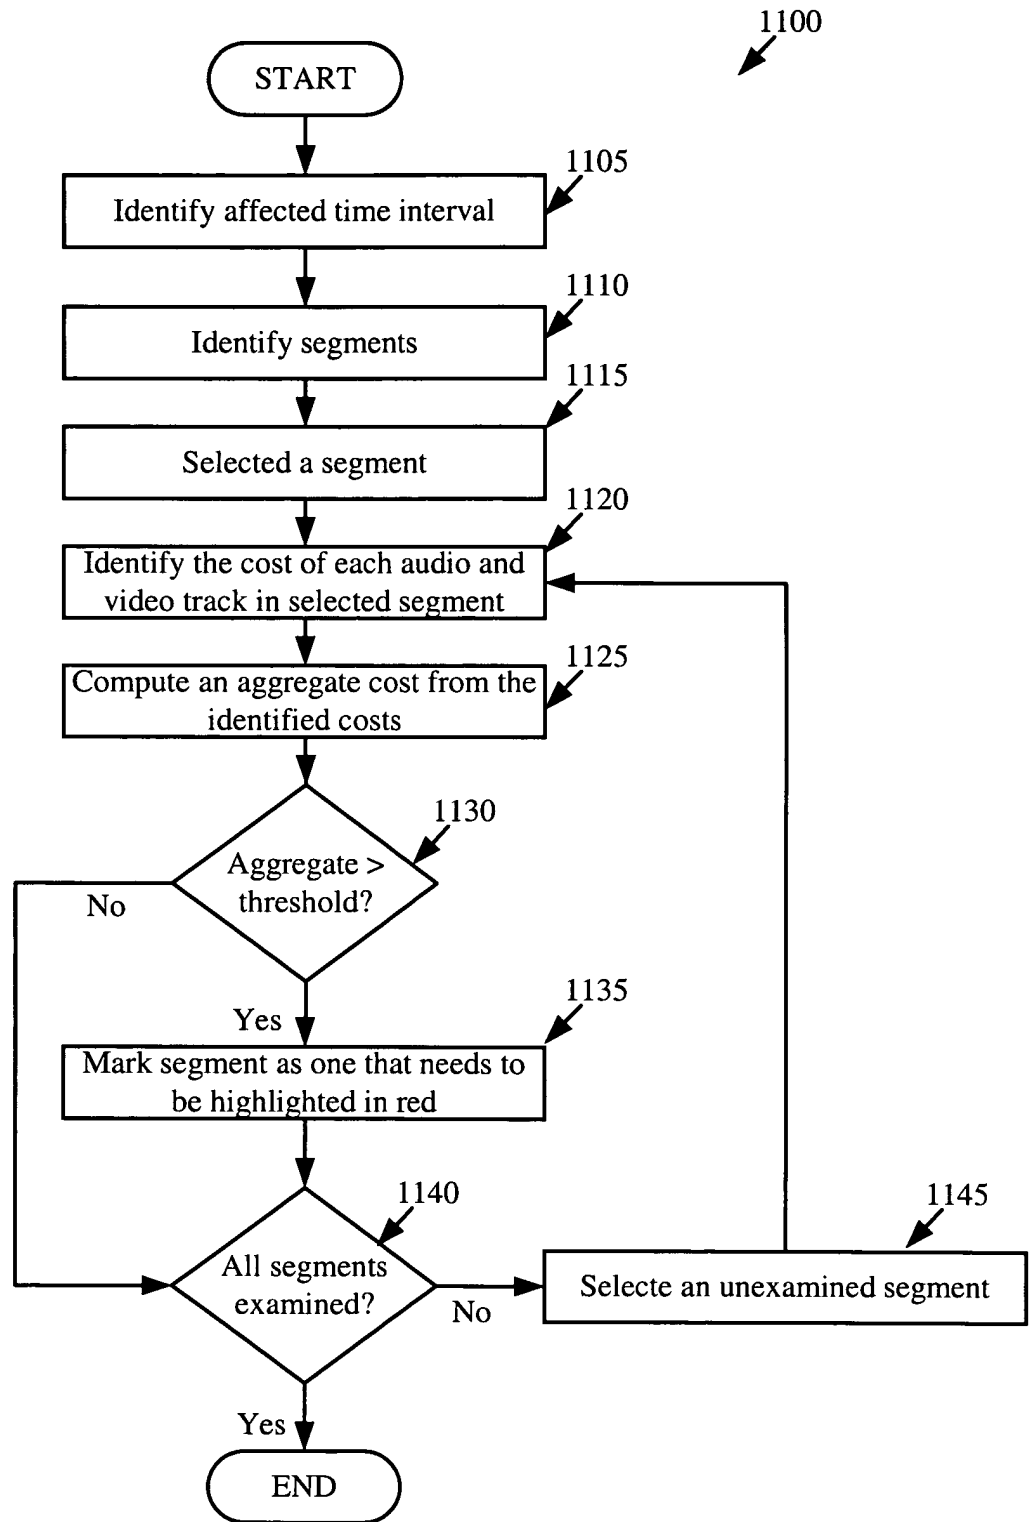 1100
START
1105
Identify affected time interval
1110
Identify segments
1115
Selected a segment
1120
Identify the cost of each audio and
video track in selected segment
1125
Compute an aggregate cost from the
identified costs
1130
Aggregate >
threshold?
No
Yes
1135
Mark segment as one that needs to
be highlighted in red
1140
All segments
examined?
No
1145
Selecte an unexamined segment
Yes
END